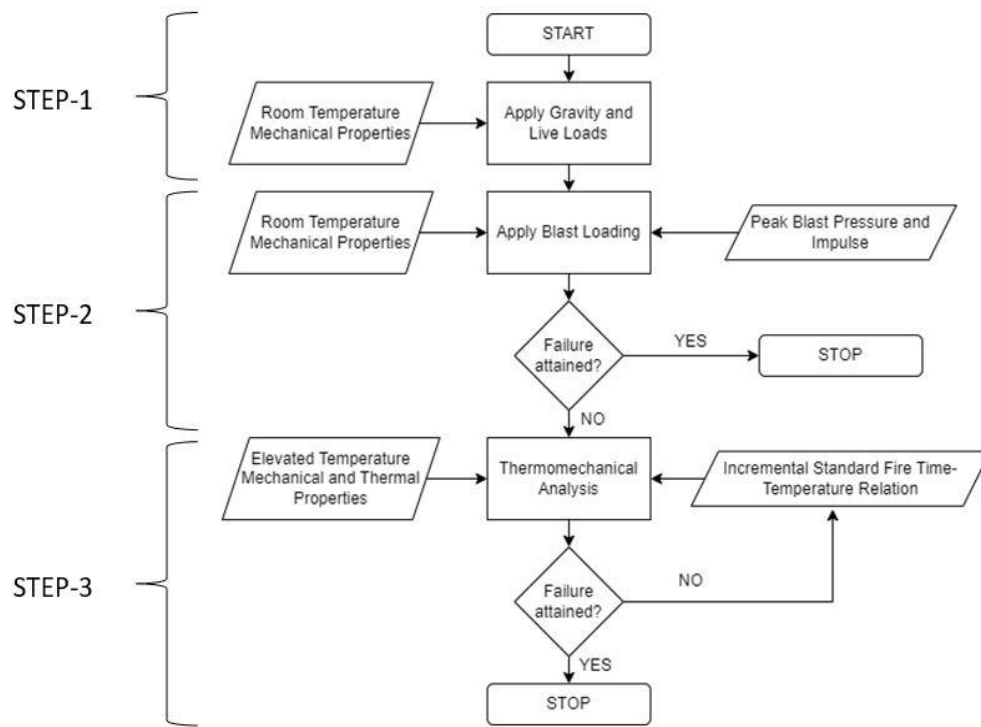 START
STEP-1
Room Temperature
Mechanical Properties
Apply Gravity and
Live Loads
STEP-2
Room Temperature
Mechanical Properties
Apply Blast Loading
Peak Blast Pressure and
Impulse
Failure
attained?
YES
STOP
NO
STEP-3
Elevated Temperature
Mechanical and Thermal
Properties
Thermomechanical
Analysis
Incremental Standard Fire Time-
Temperature Relation
Failure
attained?
NO
YES
STOP